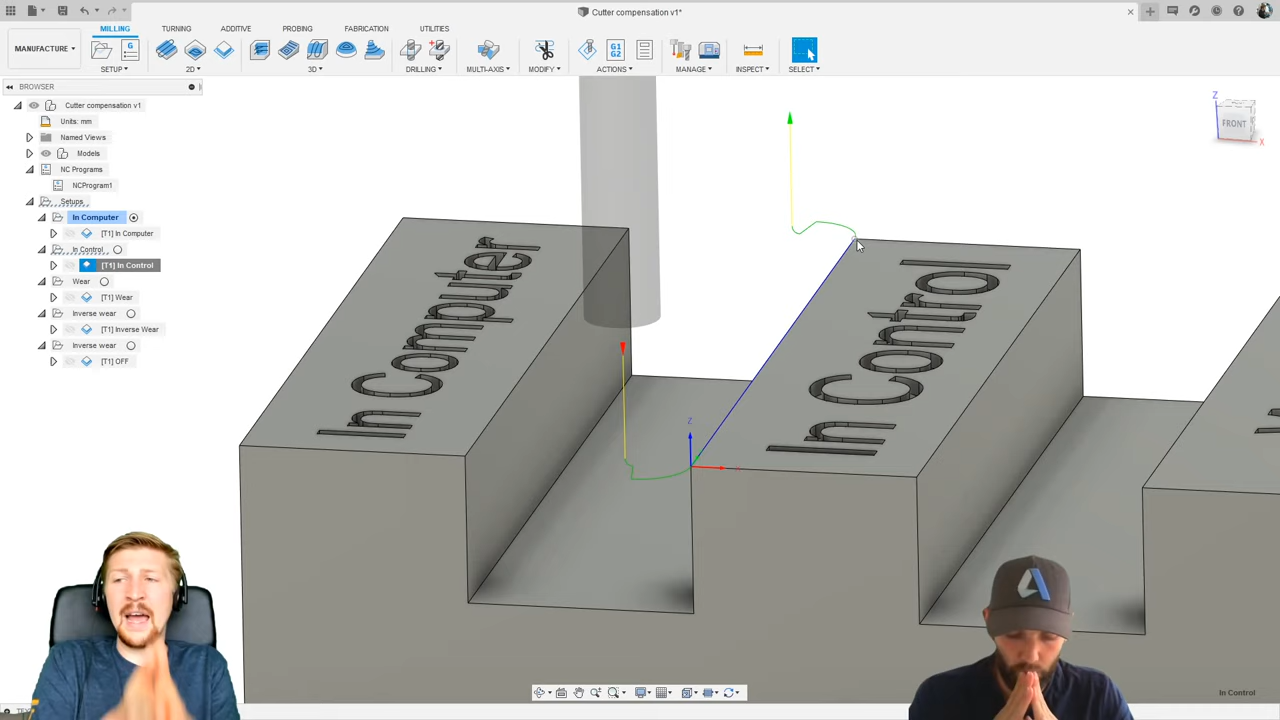 Cutter compensation v1*
MILLING TURNING ADDITIVE PROBING FABRICATION UTILITIES
MANUFACTURE
SETUP 2D 3D DRILLING MULTI-AXIS MODIFY ACTIONS MANAGE INSPECT SELECT
G1
G2
BROWSER
Cutter compensation v1
Units: mm
Named Views
Models
NC Programs
NCProgram1
Setups
In Computer
[T1] In Computer
In Control
[T1] In Control
Wear
[T1] Wear
Inverse wear
[T1] Inverse Wear
Inverse wear
[T1] OFF
In Computer
In Control
Z
Z
FRONT
X
In Control